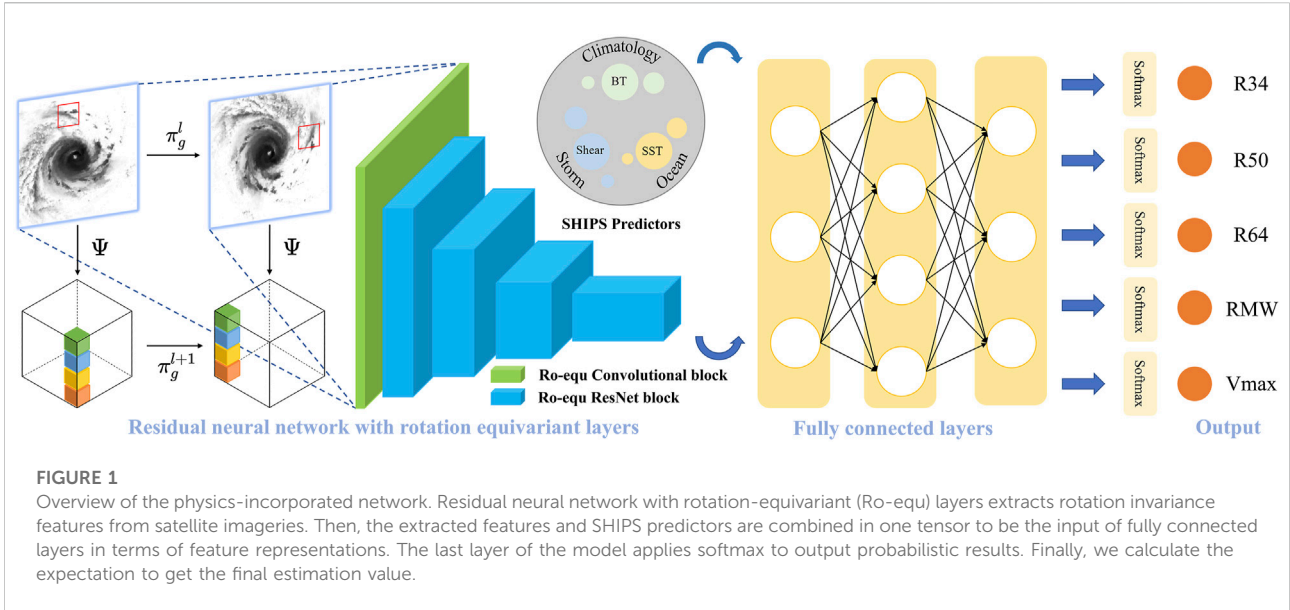 π_g^l
Ψ
Ψ
π_g^{l+1}
Climatology
BT
Storm
Shear
Ocean
SST
SHIPS Predictors
Ro-equ Convolutional block
Ro-equ ResNet block
Residual neural network with rotation equivariant layers
Fully connected layers
Softmax
R34
Softmax
R50
Softmax
R64
Softmax
RMW
Softmax
Vmax
Output
FIGURE 1
Overview of the physics-incorporated network. Residual neural network with rotation-equivariant (Ro-equ) layers extracts rotation invariance
features from satellite imageries. Then, the extracted features and SHIPS predictors are combined in one tensor to be the input of fully connected
layers in terms of feature representations. The last layer of the model applies softmax to output probabilistic results. Finally, we calculate the
expectation to get the final estimation value.